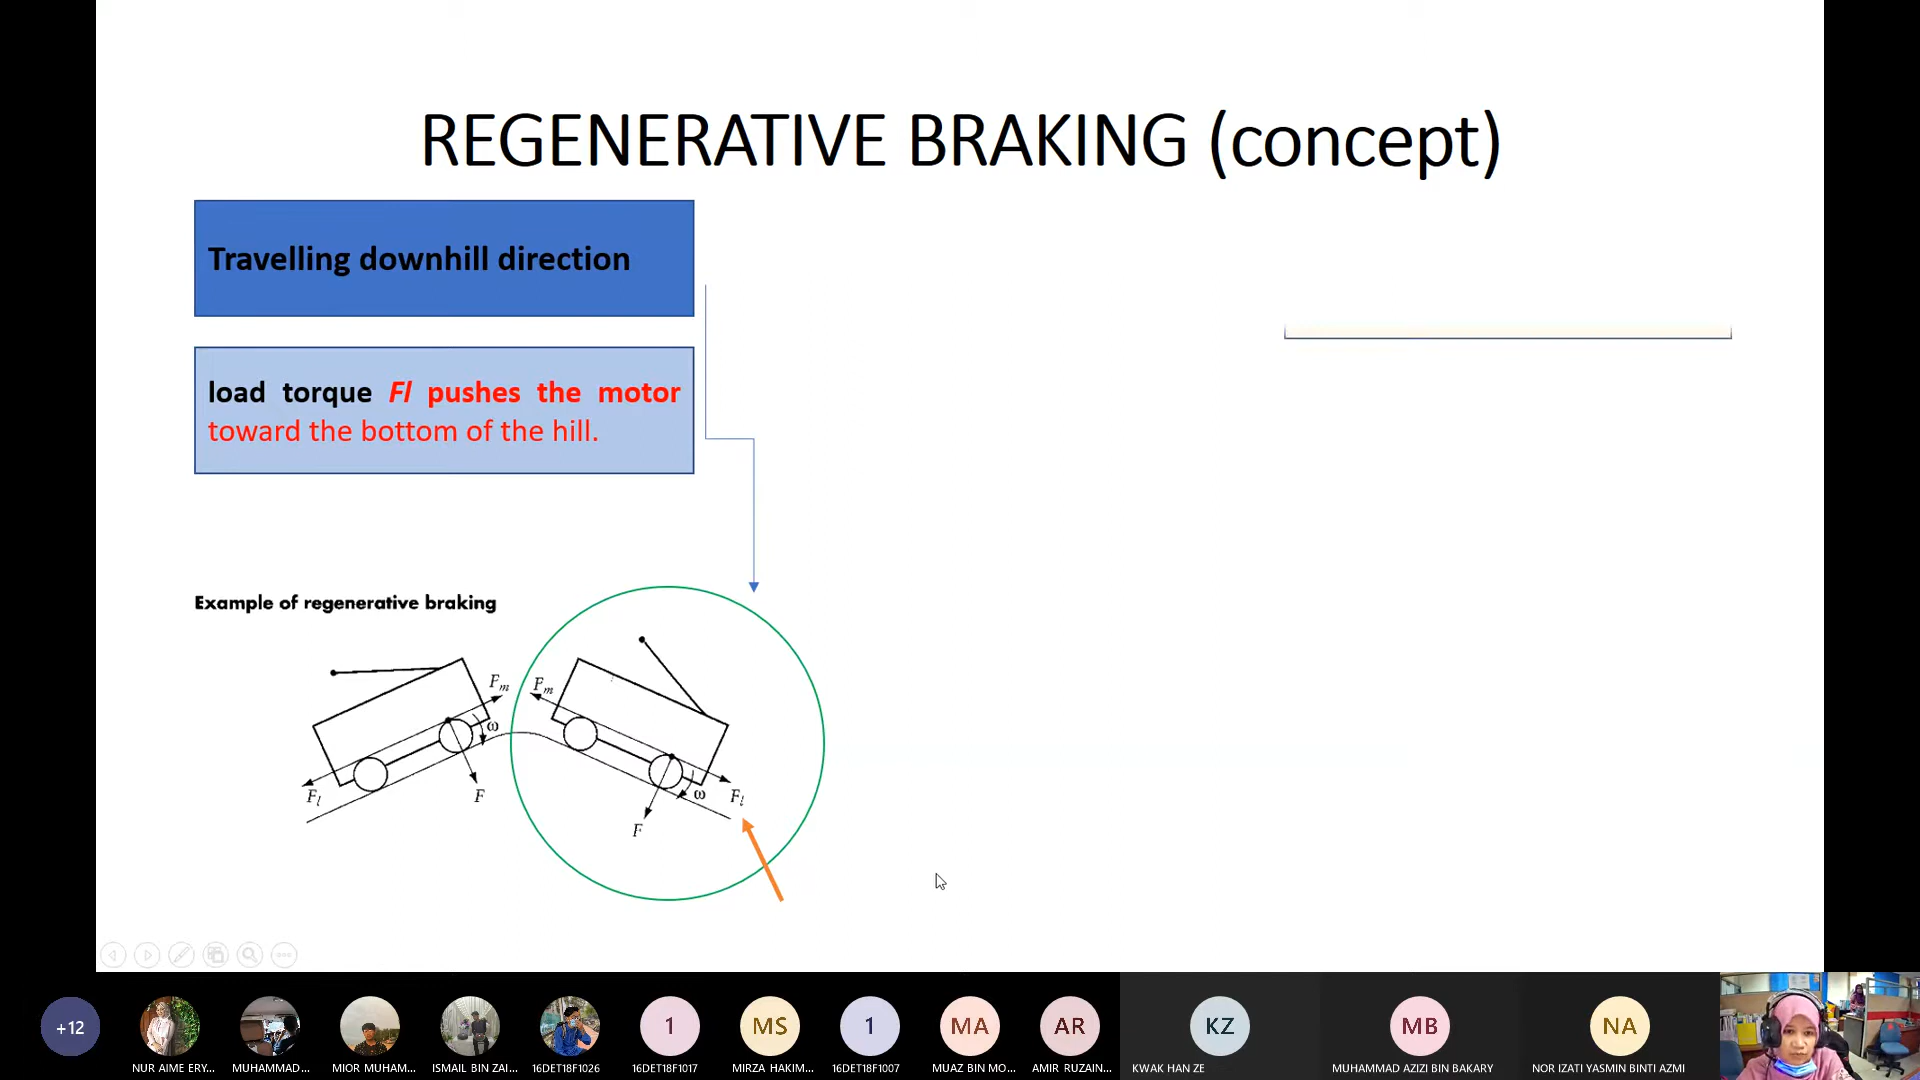 REGENERATIVE BRAKING (concept)
Travelling downhill direction
load torque Fl pushes the motor
toward the bottom of the hill.
Example of regenerative braking
Fm
Fm
ω
Fl
F
ω
Fl
F
+12
1
MS
1
MA
AR
KZ
MB
NA
NUR AIME ERY...
MUHAMMAD...
MIOR MUHAM...
ISMAIL BIN ZAI...
16DET18F1026
16DET18F1017
MIRZA HAKIM...
16DET18F1007
MUAZ BIN MO...
AMIR RUZAIN...
KWAK HAN ZE
MUHAMMAD AZIZI BIN BAKARY
NOR IZATI YASMIN BINTI AZMI